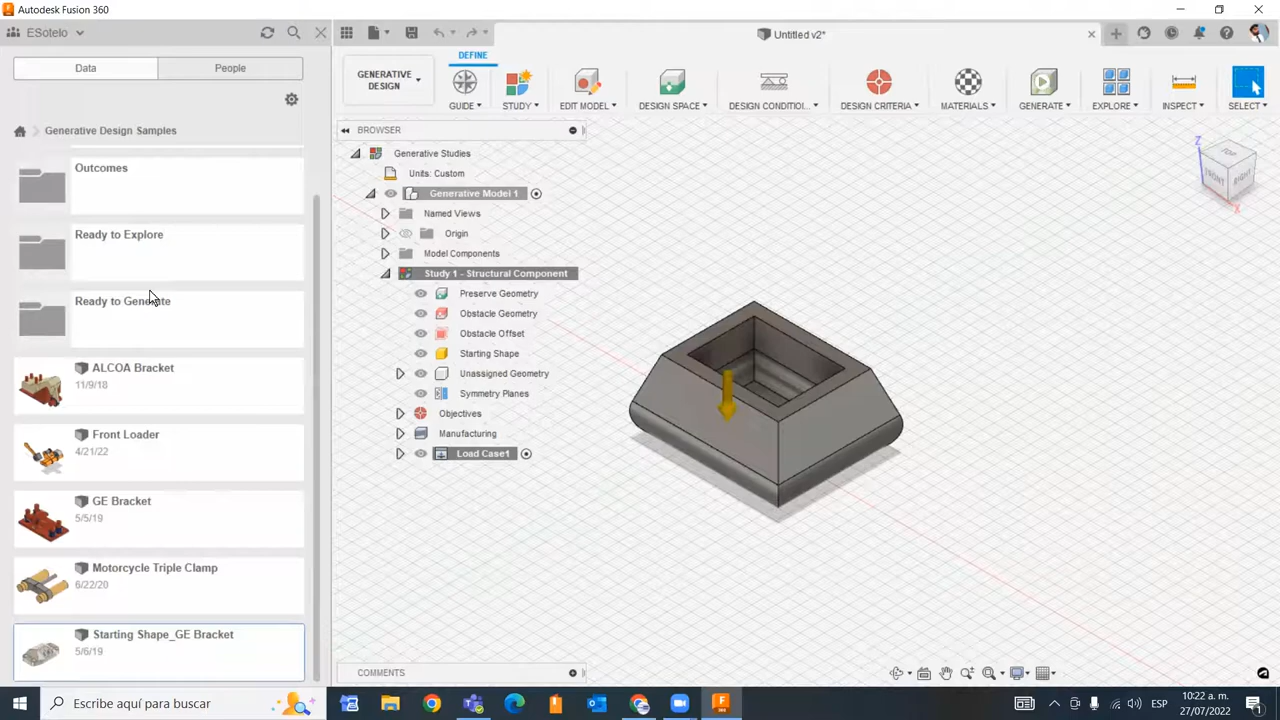 Autodesk Fusion 360
ESotelo
Untitled v2*
Data
People
DEFINE
GENERATIVE DESIGN
GUIDE
STUDY
EDIT MODEL
DESIGN SPACE
DESIGN CONDITIO...
DESIGN CRITERIA
MATERIALS
GENERATE
EXPLORE
INSPECT
SELECT
Generative Design Samples
Outcomes
Ready to Explore
Ready to Generate
ALCOA Bracket
11/9/18
Front Loader
4/21/22
GE Bracket
5/5/19
Motorcycle Triple Clamp
6/22/20
Starting Shape_GE Bracket
5/6/19
BROWSER
Generative Studies
Units: Custom
Generative Model 1
Named Views
Origin
Model Components
Study 1 - Structural Component
Preserve Geometry
Obstacle Geometry
Obstacle Offset
Starting Shape
Unassigned Geometry
Symmetry Planes
Objectives
Manufacturing
Load Case1
Z
TOP
FRONT
RIGHT
X
COMMENTS
Escribe aquí para buscar
ESP
10:22 a. m.
27/07/2022